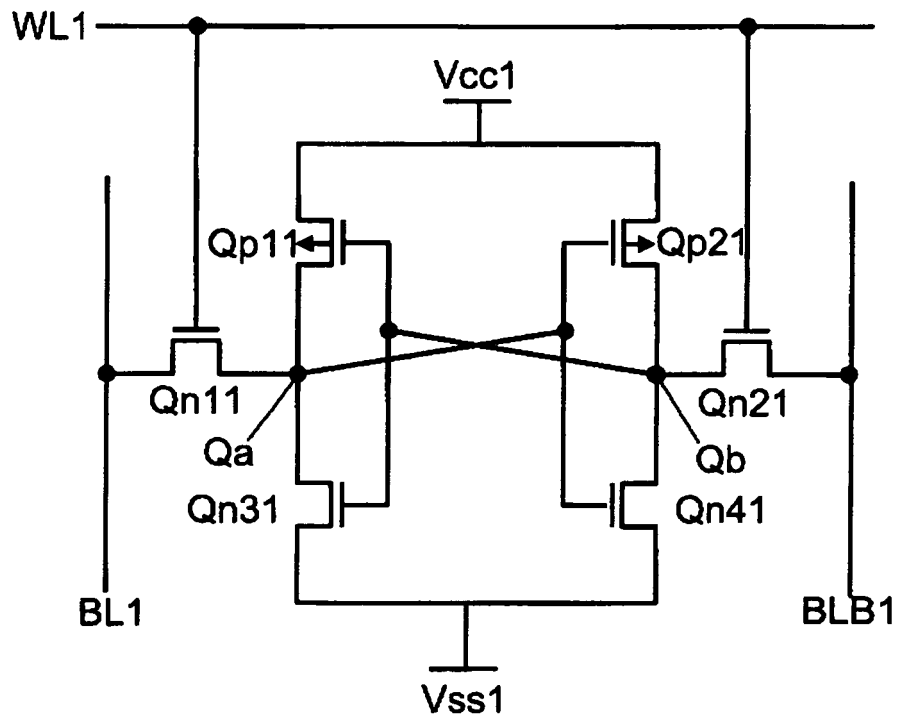 WL1
Vcc1
Qp11
Qp21
Qn11
Qn21
Qa
Qb
Qn31
Qn41
BL1
BLB1
Vss1